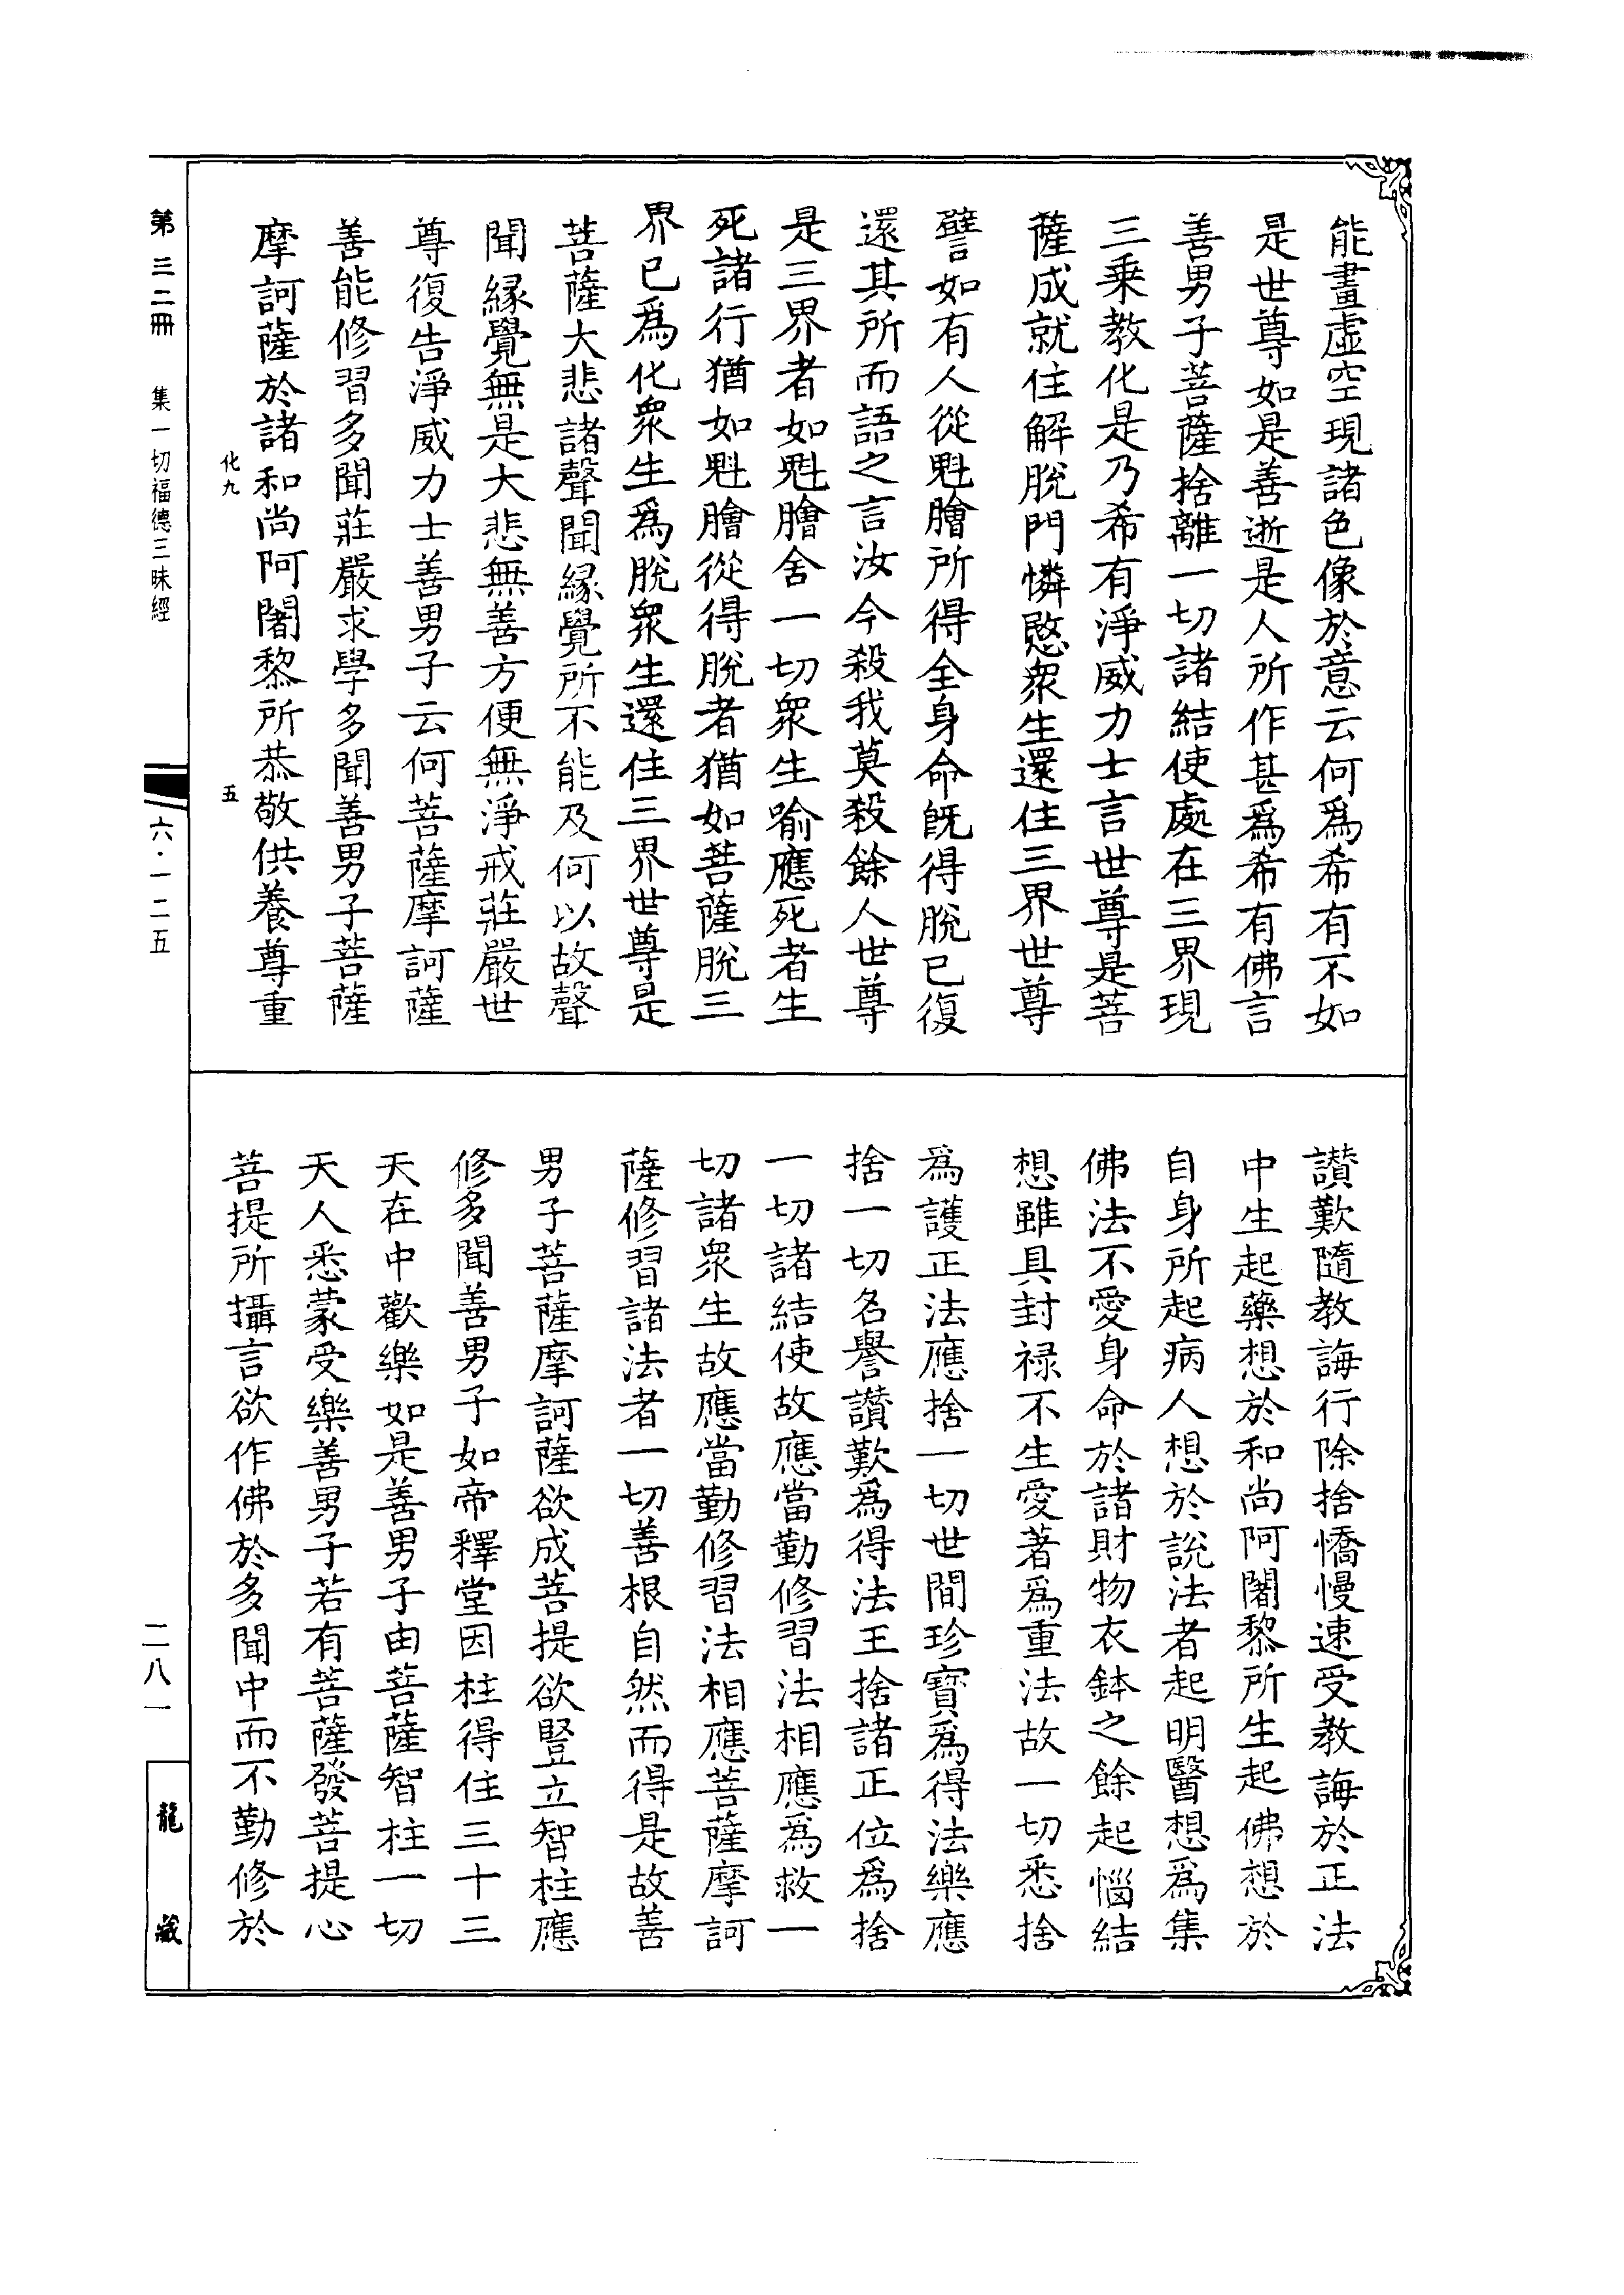 能畫虛空現諸色像於意云何爲希有不如
是世尊如是善逝是人所作甚爲希有佛言
善男子菩薩捨離一切諸結使處在三界現
三乘教化是乃希有淨威力士言世尊是菩
薩成就住解脫門憐愍衆生還住三界世尊
譬如有人從魁膾所得全身命旣得脫已復
還其所而語之言汝今殺我莫殺餘人世尊
是三界者如魁膾舍一切衆生喻應死者生
死諸行猶如魁膾從得脫者猶如菩薩脫三
界已爲化衆生爲脫衆生還住三界世尊是
菩薩大悲諸聲聞緣覺所不能及何以故聲
聞緣覺無是大悲無善方便無淨戒莊嚴世
尊復告淨威力士善男子云何菩薩摩訶薩
善能修習多聞莊嚴求學多聞善男子菩薩
摩訶薩於諸和尚阿闍黎所恭敬供養尊重
化九
五
讚歎隨教誨行除捨憍慢速受教誨於正法
中生起藥想於和尚阿闍黎所生起佛想於
自身所起病人想於說法者起明醫想爲集
佛法不愛身命於諸財物衣鉢之餘起惱結
想雖具封祿不生愛著爲重法故一切悉捨
爲護正法應捨一切世間珍寶爲得法樂應
捨一切名譽讚歎爲得法王捨諸正位爲捨
一切諸結使故應當勤修習法相應爲救一
切諸衆生故應當勤修習法相應菩薩摩訶
薩修習諸法者一切善根自然而得是故善
男子菩薩摩訶薩欲成菩提欲豎立智柱應
修多聞善男子如帝釋堂因柱得住三十三
天在中歡樂如是善男子由菩薩智柱一切
天人悉蒙受樂善男子若有菩薩發菩提心
菩提所攝言欲作佛於多聞中而不勤修於
第三二冊 集一切福德三昧經
六·一二五
二八一
龍藏